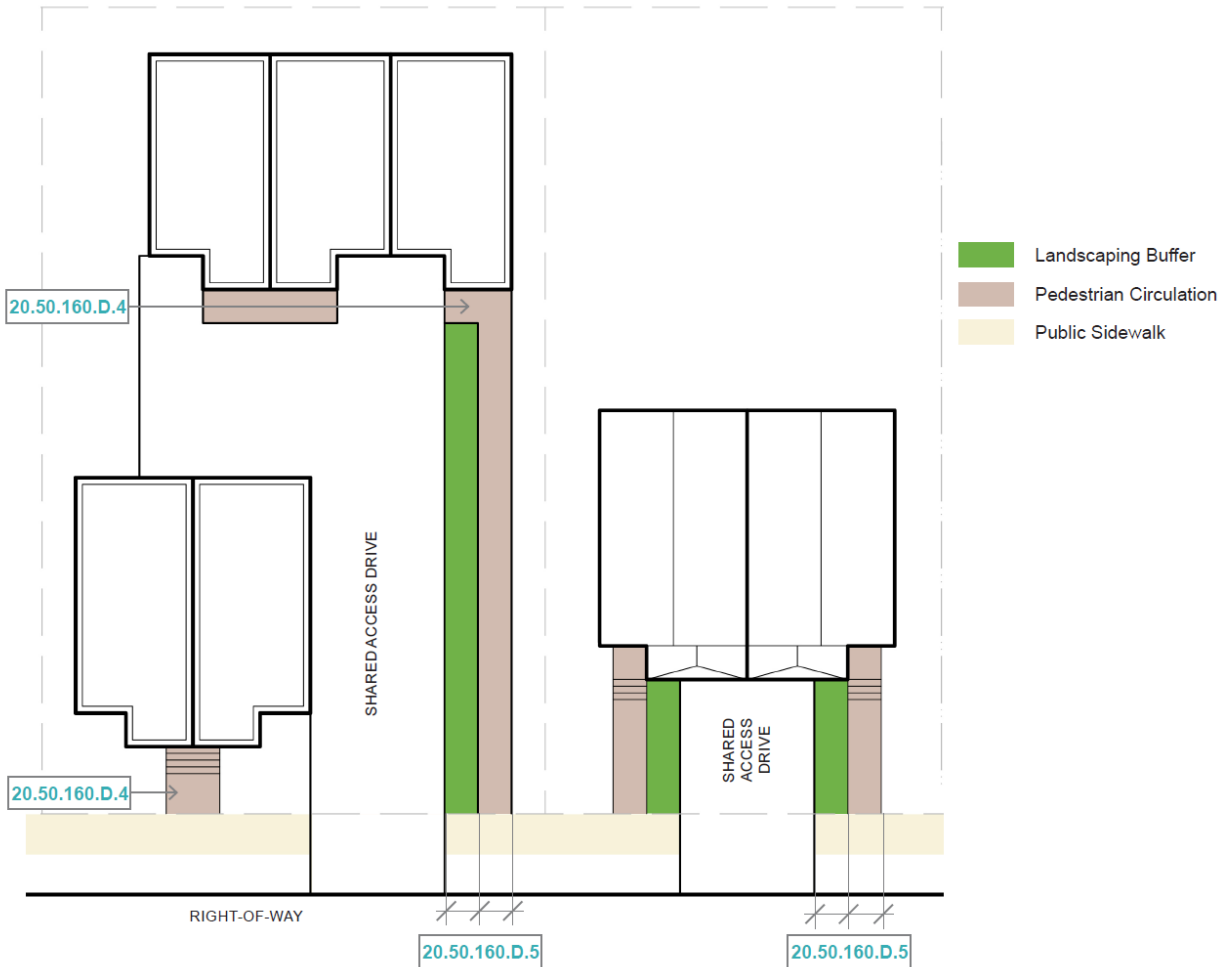 Landscaping Buffer
20.50.160.D.4
Pedestrian Circulation
Public Sidewalk
SHARED ACCESS DRIVE
SHARED
ACCESS
DRIVE
20.50.160.D.4
RIGHT-OF-WAY
20.50.160.D.5
20.50.160.D.5